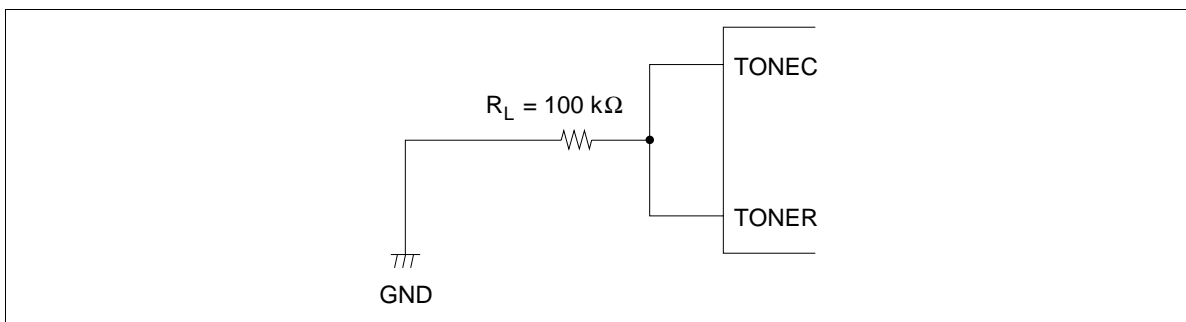 TONEC
R_L = 100 kΩ
TONER
GND